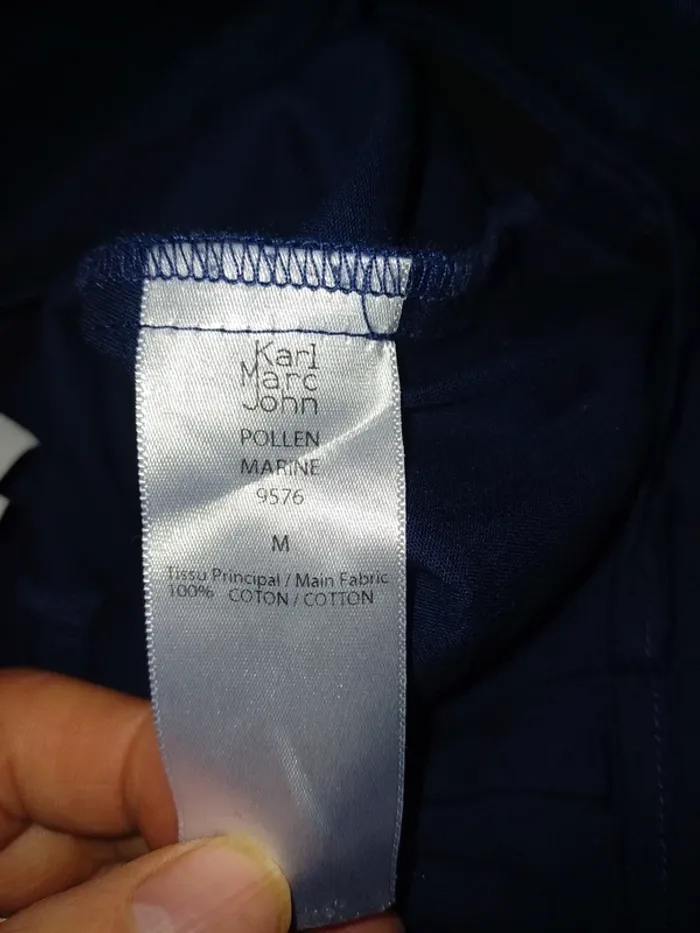 Karl
Marc
John
POLLEN
MARINE
9576
M
Tissu Principal / Main Fabric
100% COTON / COTTON